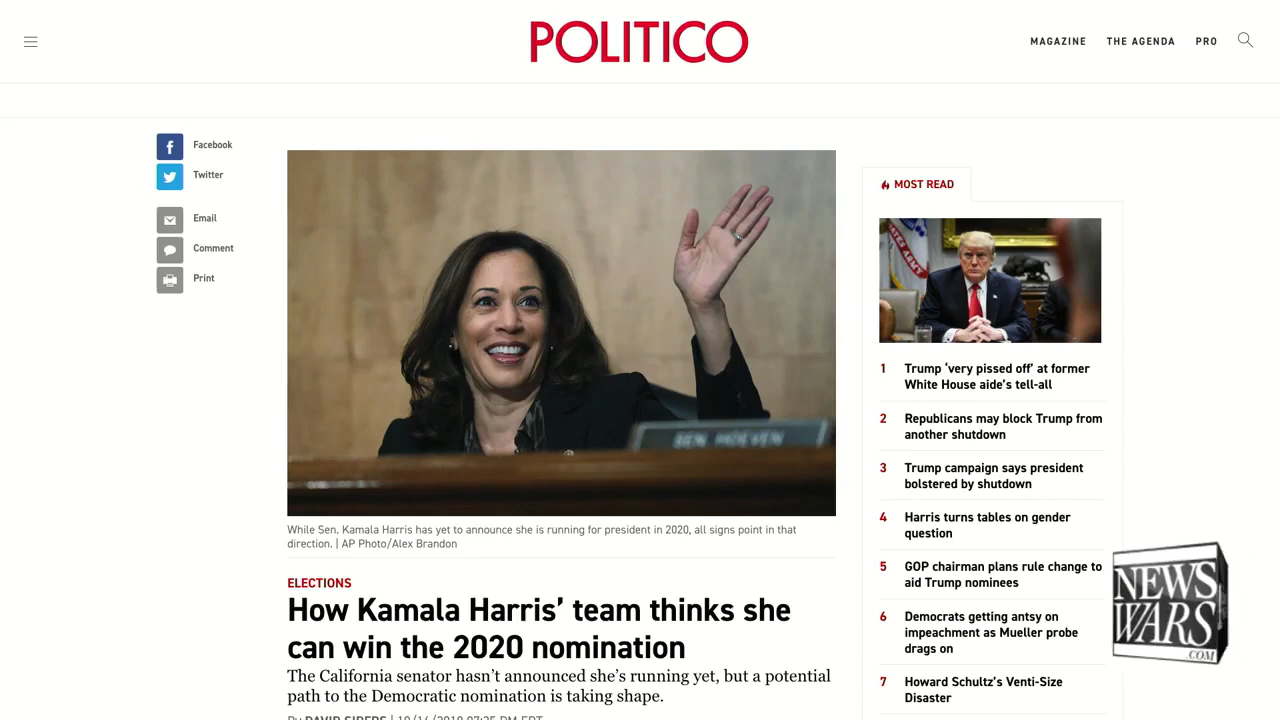 POLITICO
MAGAZINE
THE AGENDA
PRO
Facebook
Twitter
Email
Comment
Print
SEN. HOEVEN
While Sen. Kamala Harris has yet to announce she is running for president in 2020, all signs point in that
direction. | AP Photo/Alex Brandon
ELECTIONS
How Kamala Harris’ team thinks she
can win the 2020 nomination
The California senator hasn’t announced she’s running yet, but a potential
path to the Democratic nomination is taking shape.
By DAVID SIDERS |
MOST READ
1 Trump ‘very pissed off’ at former
White House aide’s tell-all
2 Republicans may block Trump from
another shutdown
3 Trump campaign says president
bolstered by shutdown
4 Harris turns tables on gender
question
5 GOP chairman plans rule change to
aid Trump nominees
6 Democrats getting antsy on
impeachment as Mueller probe
drags on
7 Howard Schultz’s Venti-Size
Disaster
NEWS
WARS
.COM